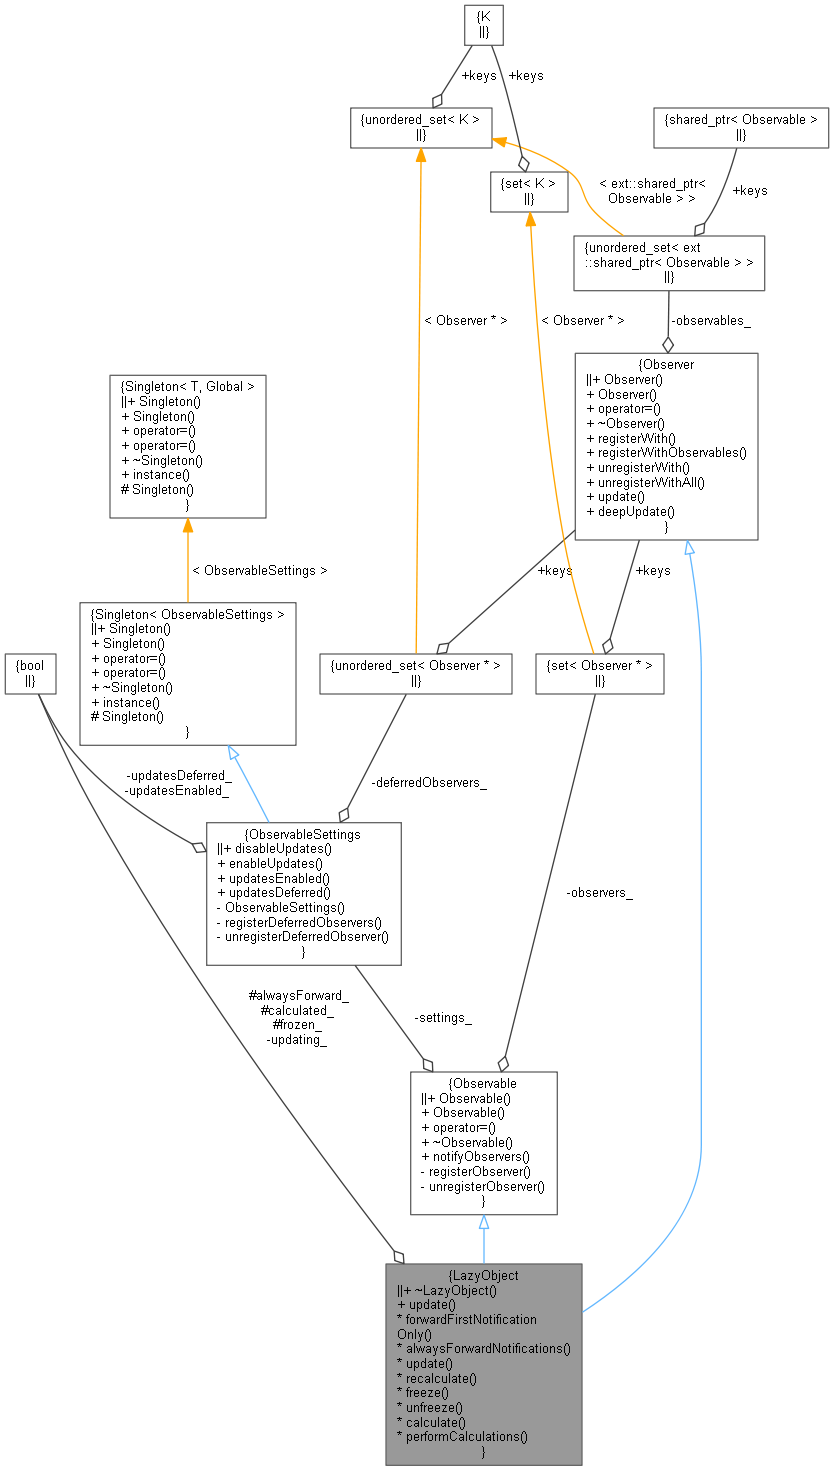 {K
||}
+keys
+keys
{unordered_set< K >
||}
{shared_ptr< Observable >
||}
{set< K >
||}
< ext::shared_ptr<
Observable > >
+keys
{unordered_set< ext
::shared_ptr< Observable > >
||}
< Observer * >
< Observer * >
-observables_
{Observer
||+ Observer()
+ Observer()
+ operator=()
+ ~Observer()
+ registerWith()
+ registerWithObservables()
+ unregisterWith()
+ unregisterWithAll()
+ update()
+ deepUpdate()
}
{Singleton< T, Global >
||+ Singleton()
+ Singleton()
+ operator=()
+ operator=()
+ ~Singleton()
+ instance()
# Singleton()
}
< ObservableSettings >
+keys
+keys
{Singleton< ObservableSettings >
||+ Singleton()
+ Singleton()
+ operator=()
+ operator=()
+ ~Singleton()
+ instance()
# Singleton()
}
{bool
||}
{unordered_set< Observer * >
||}
{set< Observer * >
||}
-updatesDeferred_
-updatesEnabled_
-deferredObservers_
{ObservableSettings
||+ disableUpdates()
+ enableUpdates()
+ updatesEnabled()
+ updatesDeferred()
- ObservableSettings()
- registerDeferredObservers()
- unregisterDeferredObserver()
}
-observers_
#alwaysForward_
#calculated_
#frozen_
-updating_
-settings_
{Observable
||+ Observable()
+ Observable()
+ operator=()
+ ~Observable()
+ notifyObservers()
- registerObserver()
- unregisterObserver()
}
{LazyObject
||+ ~LazyObject()
+ update()
* forwardFirstNotification
Only()
* alwaysForwardNotifications()
* update()
* recalculate()
* freeze()
* unfreeze()
* calculate()
* performCalculations()
}